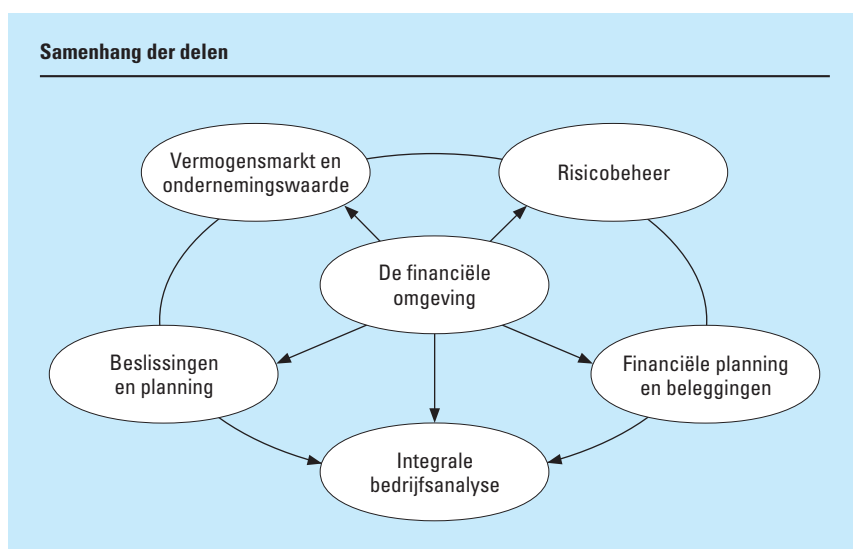 Samenhang der delen
Vermogensmarkt en
ondernemingswaarde
Risicobeheer
De financiële
omgeving
Beslissingen
en planning
Financiële planning
en beleggingen
Integrale
bedrijfsanalyse